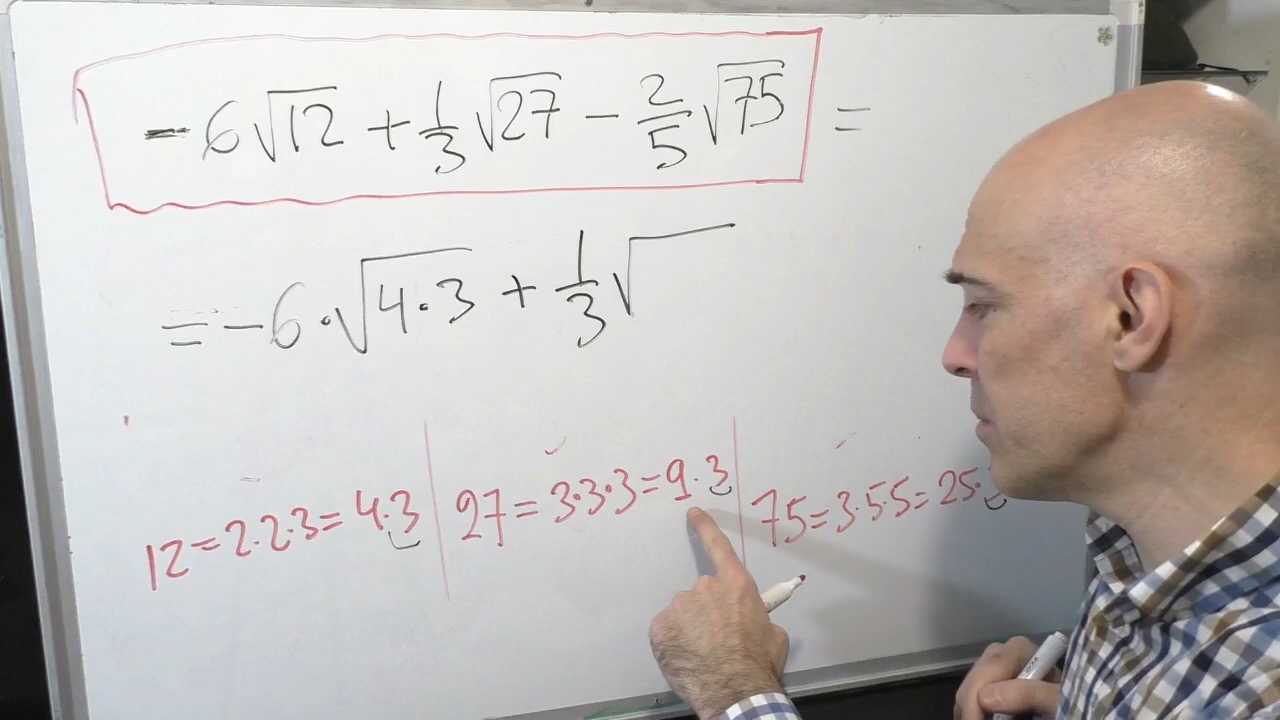 -6√12 + 1/3 √27 - 2/5 √75 =
= -6·√4·3 + 1/3 √
12=2·2·3=4·3
27=3·3·3=9·3
75=3·5·5=25·